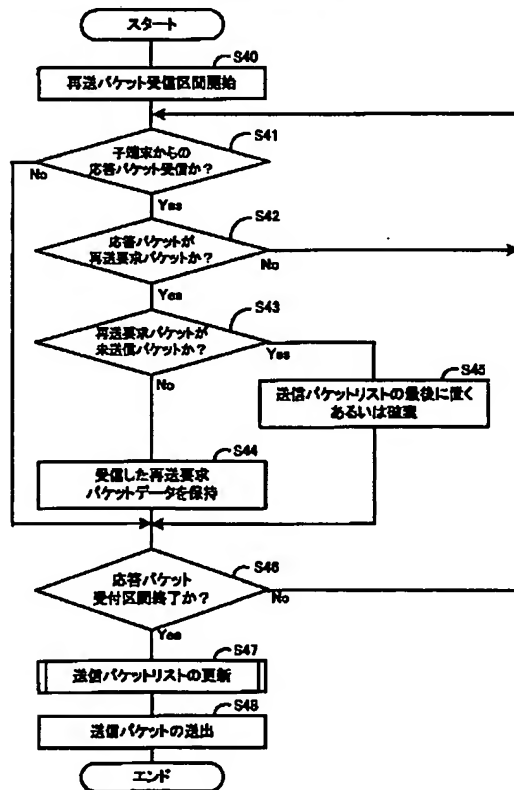 スタート
S40
再送パケット受信区間開始
S41
子端末からの
応答パケット受信か?
No
Yes
S42
応答パケットが
再送要求パケットか?
No
Yes
S43
再送要求パケットが
未送信パケットか?
Yes
No
S45
送信パケットリストの最後に置く
あるいは破棄
S44
受信した再送要求
パケットデータを保持
S46
応答パケット
受付区間終了か?
No
Yes
S47
送信パケットリストの更新
S48
送信パケットの送出
エンド